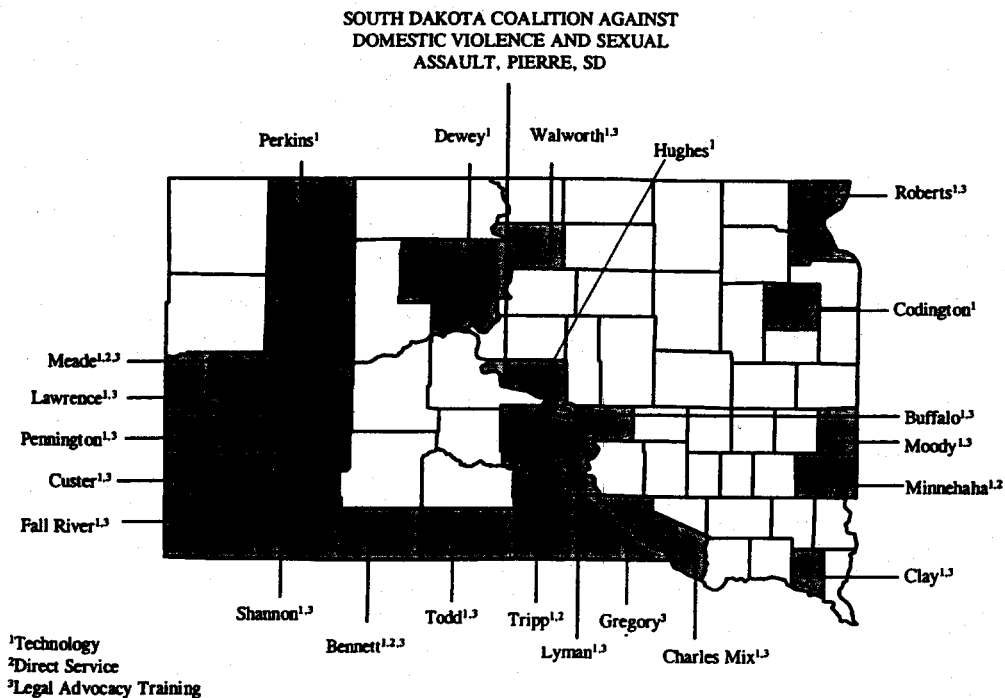 SOUTH DAKOTA COALITION AGAINST
DOMESTIC VIOLENCE AND SEXUAL
ASSAULT, PIERRE, SD
Perkins¹
Dewey¹
Walworth¹,³
Hughes¹
Roberts¹,³
Codington¹
Meade¹,²,³
Lawrence¹,³
Pennington¹,³
Custer¹,³
Fall River¹,³
Buffalo¹,³
Moody¹,³
Minnehaha¹,²
Clay¹,³
Shannon¹,³
Bennett¹,²,³
Todd¹,³
Tripp¹,²
Lyman¹,³
Gregory³
Charles Mix¹,³
¹Technology
²Direct Service
³Legal Advocacy Training